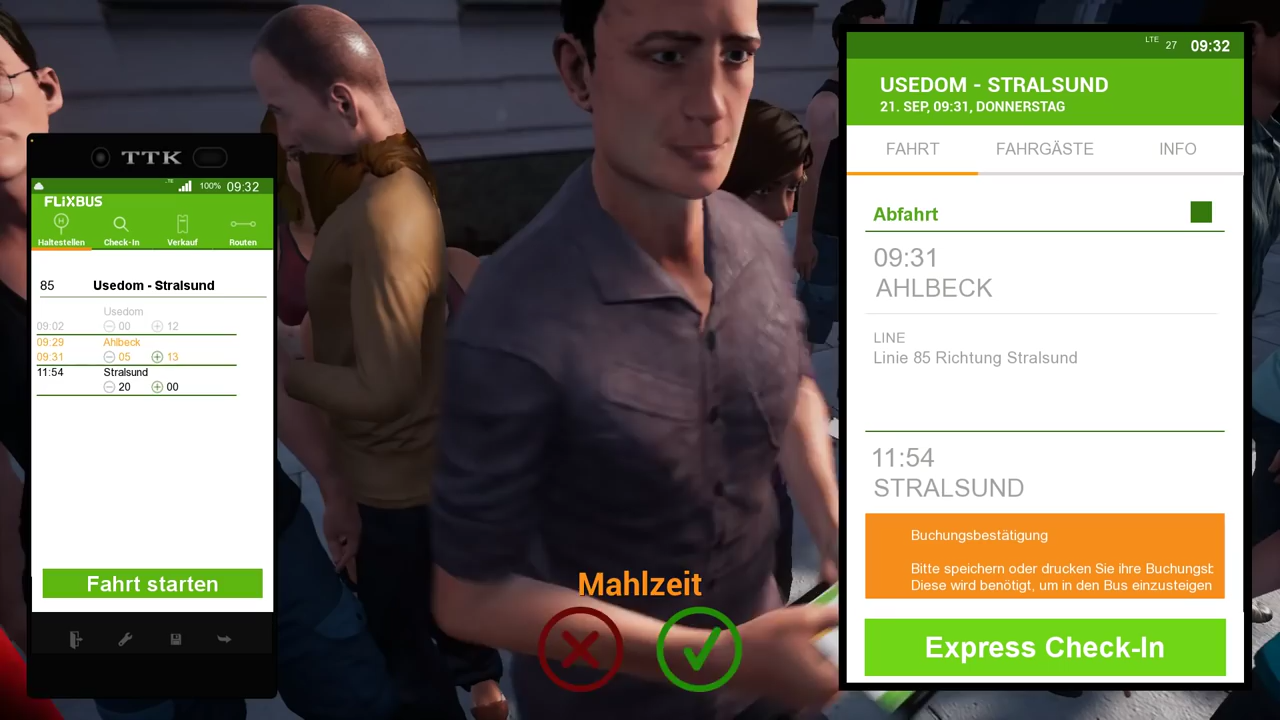 TTK
LTE 100% 09:32
FLiXBUS
Haltestellen Check-In Verkauf Routen
85 Usedom - Stralsund
Usedom
09:02 00 12
09:29 Ahlbeck
09:31 05 13
11:54 Stralsund
20 00
Fahrt starten
Mahlzeit
LTE 27 09:32
USEDOM - STRALSUND
21. SEP, 09:31, DONNERSTAG
FAHRT FAHRGÄSTE INFO
Abfahrt
09:31
AHLBECK
LINE
Linie 85 Richtung Stralsund
11:54
STRALSUND
Buchungsbestätigung
Bitte speichern oder drucken Sie ihre Buchungst
Diese wird benötigt, um in den Bus einzusteigen
Express Check-In